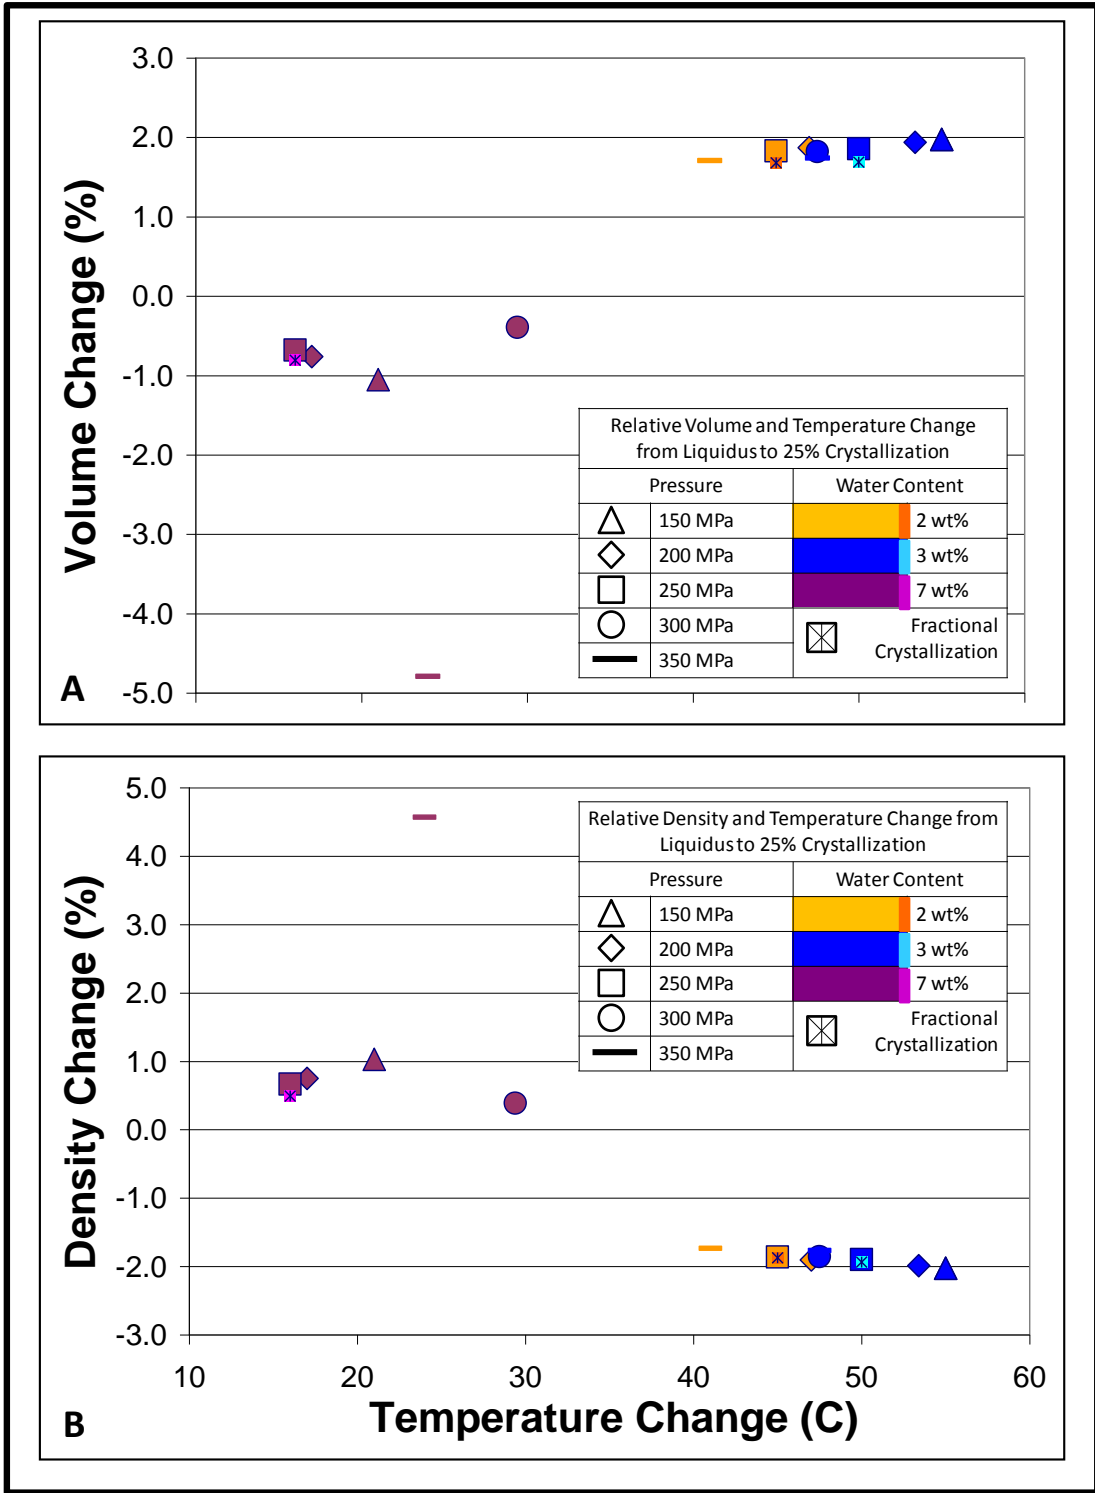 3.0
2.0
1.0
0.0
-1.0
-2.0
-3.0
-4.0
-5.0
Volume Change (%)
A
Relative Volume and Temperature Change
from Liquidus to 25% Crystallization
Pressure Water Content
150 MPa 2 wt%
200 MPa 3 wt%
250 MPa 7 wt%
300 MPa Fractional
Crystallization
350 MPa
5.0
4.0
3.0
2.0
1.0
0.0
-1.0
-2.0
-3.0
Density Change (%)
Relative Density and Temperature Change from
Liquidus to 25% Crystallization
Pressure Water Content
150 MPa 2 wt%
200 MPa 3 wt%
250 MPa 7 wt%
300 MPa Fractional
Crystallization
350 MPa
10 20 30 40 50 60
B
Temperature Change (C)